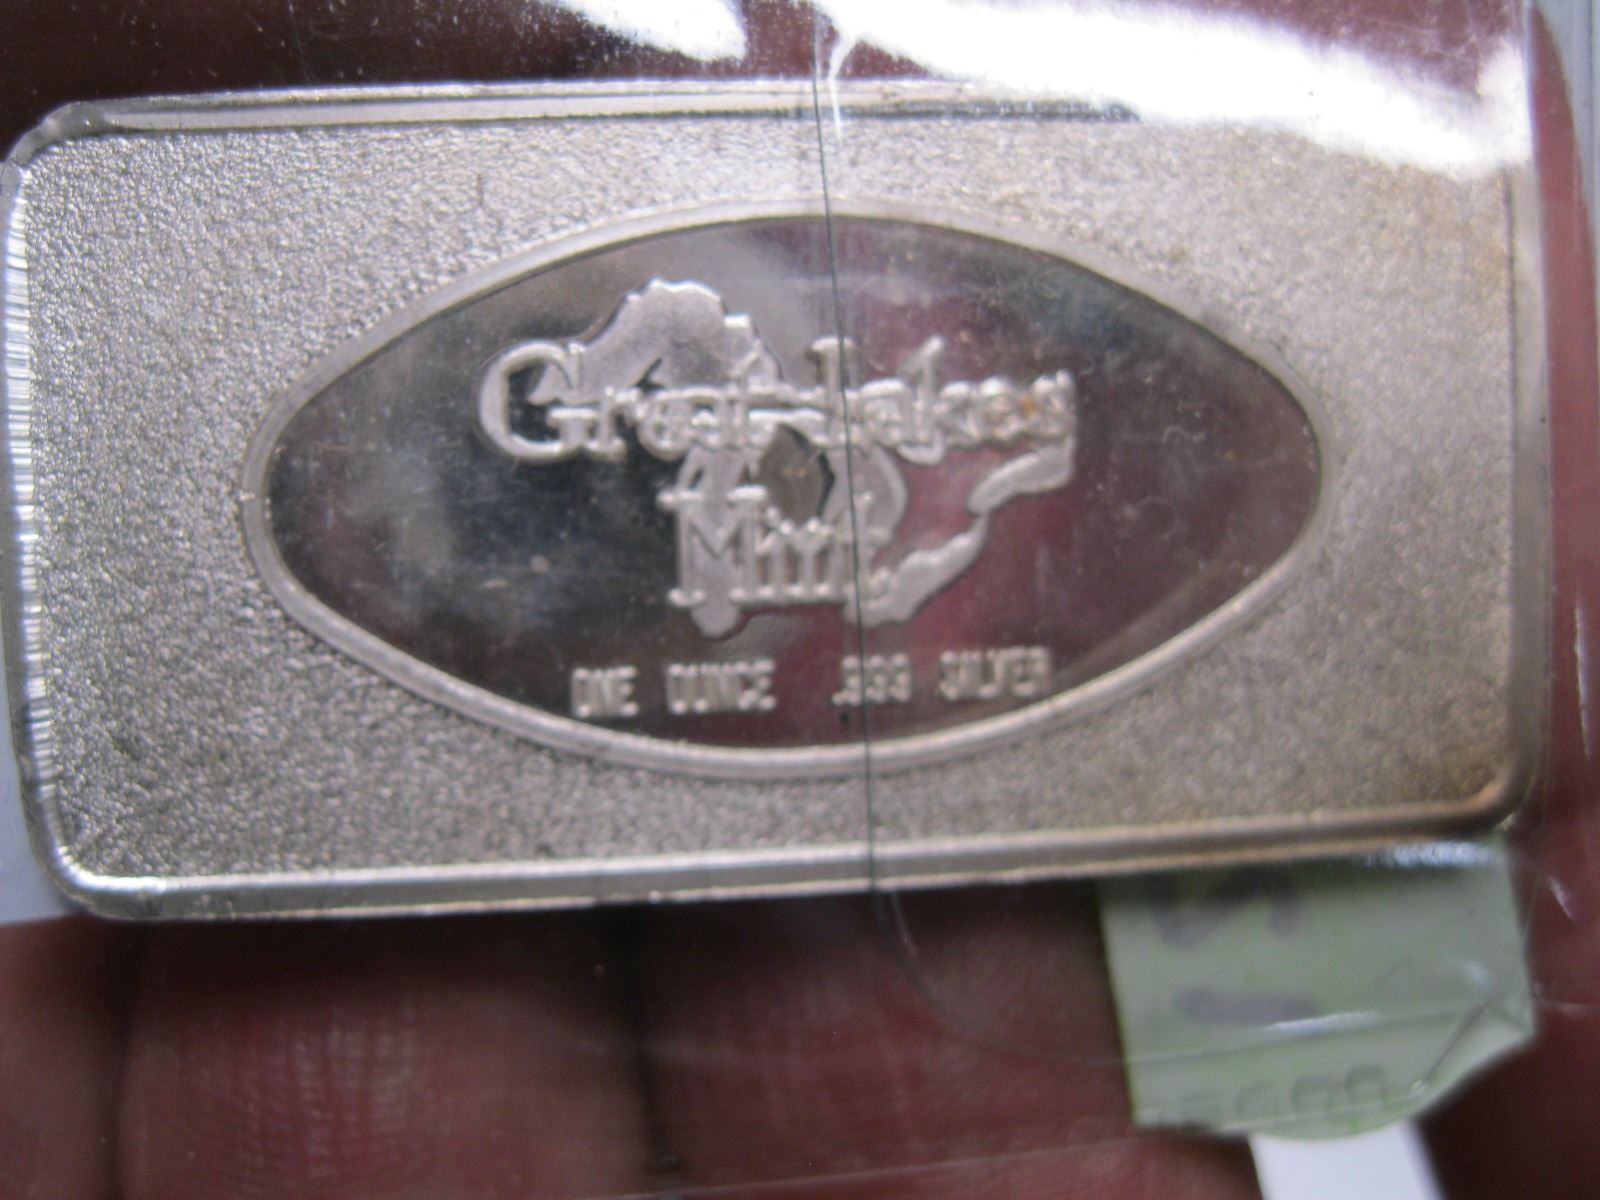 Great Lakes
Mint
ONE OUNCE .999 SILVER